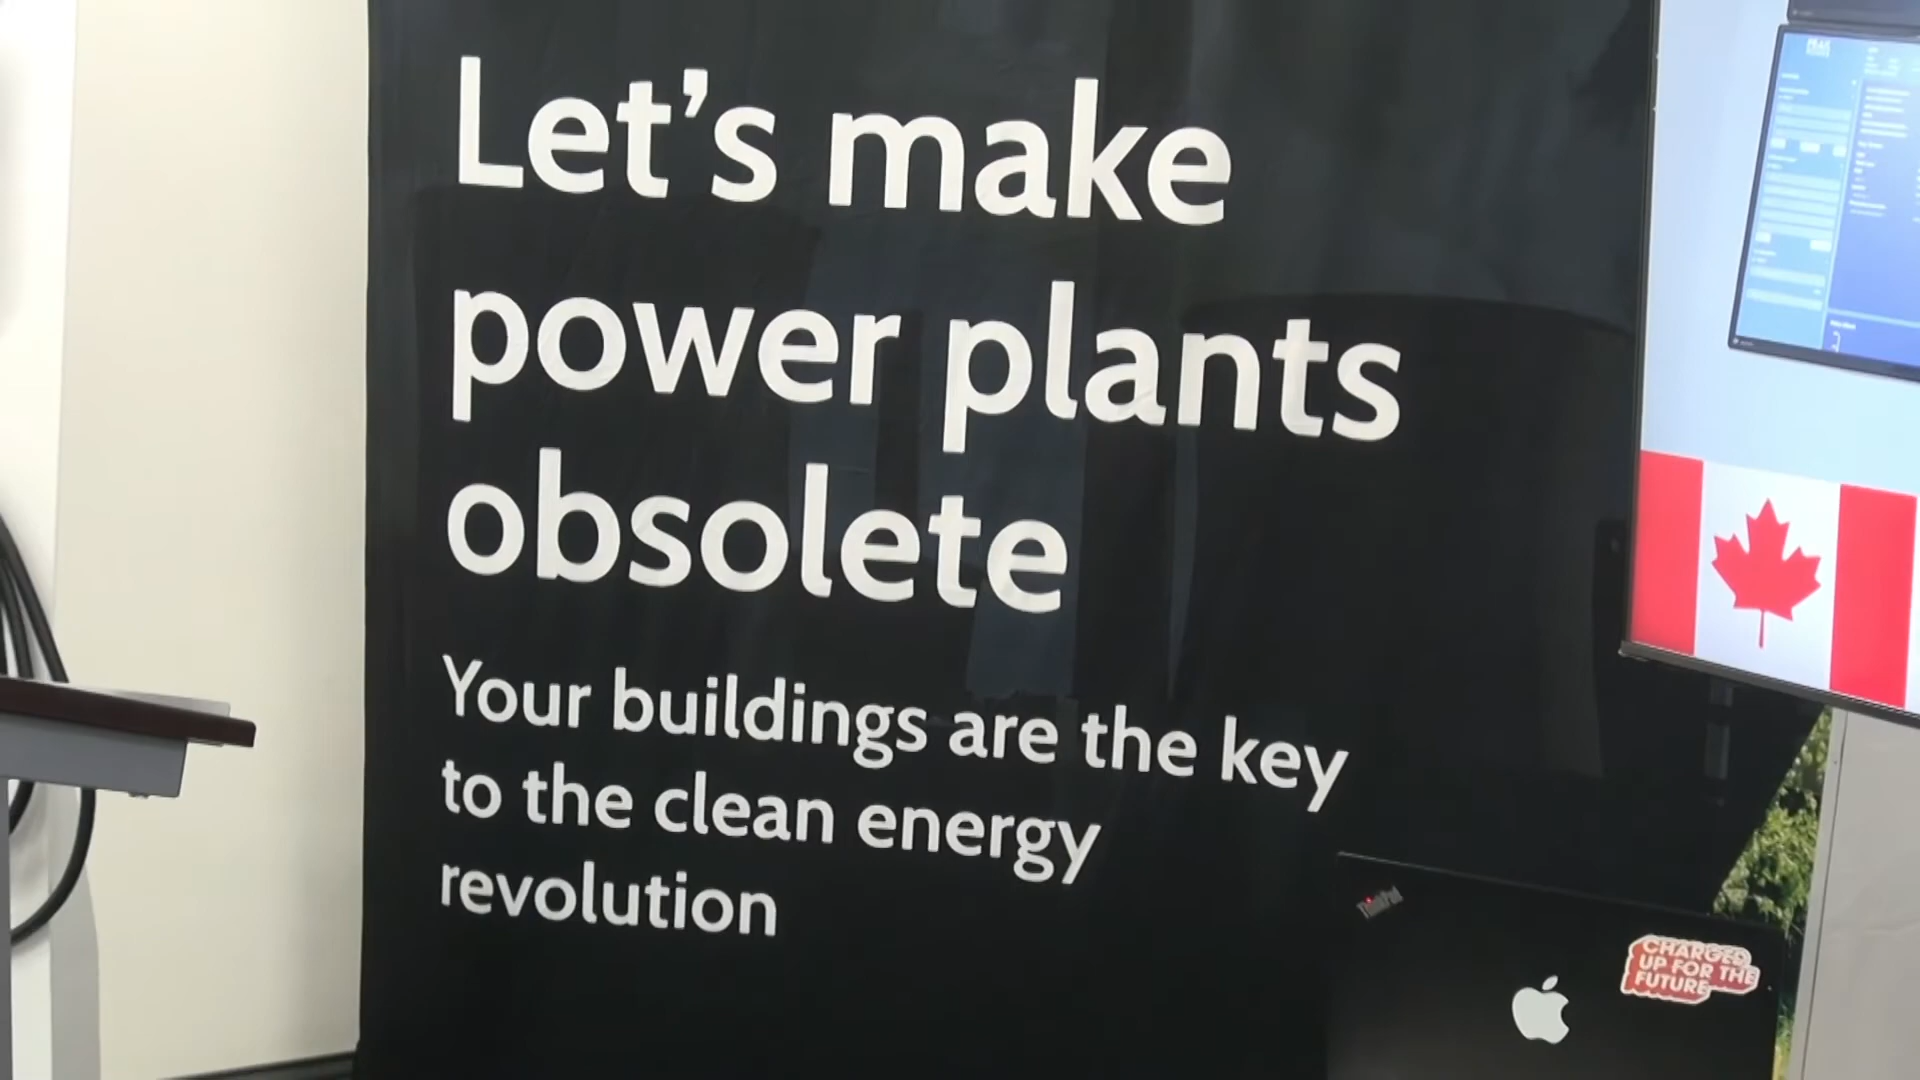 Let's make
power plants
obsolete
Your buildings are the key
to the clean energy
revolution
ThinkPad
CHARGED
UP FOR THE
FUTURE
PEAK